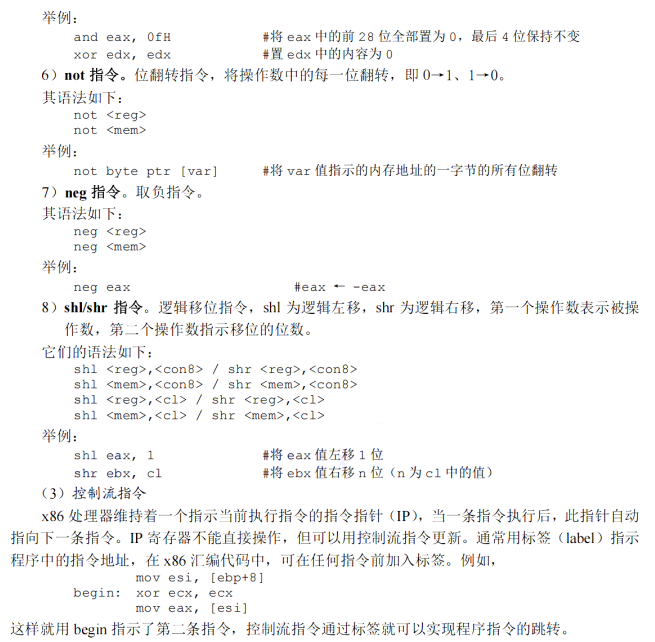 举例：
and eax, 0fH #将 eax 中的前 28 位全部置为 0，最后 4 位保持不变
xor edx, edx #置 edx 中的内容为 0
6）not 指令。位翻转指令，将操作数中的每一位翻转，即 0→1、1→0。
其语法如下：
not <reg>
not <mem>
举例：
not byte ptr [var] #将 var 值指示的内存地址的一字节的所有位翻转
7）neg 指令。取负指令。
其语法如下：
neg <reg>
neg <mem>
举例：
neg eax #eax ← -eax
8）shl/shr 指令。逻辑移位指令，shl 为逻辑左移，shr 为逻辑右移，第一个操作数表示被操
作数，第二个操作数指示移位的位数。
它们的语法如下：
shl <reg>,<con8> / shr <reg>,<con8>
shl <mem>,<con8> / shr <mem>,<con8>
shl <reg>,<cl> / shr <reg>,<cl>
shl <mem>,<cl> / shr <mem>,<cl>
举例：
shl eax, 1 #将 eax 值左移 1 位
shr ebx, cl #将 ebx 值右移 n 位（n 为 cl 中的值）
（3）控制流指令
x86 处理器维持着一个指示当前执行指令的指令指针（IP），当一条指令执行后，此指针自动
指向下一条指令。IP 寄存器不能直接操作，但可以用控制流指令更新。通常用标签（label）指示
程序中的指令地址，在 x86 汇编代码中，可在任何指令前加入标签。例如，
mov esi, [ebp+8]
begin: xor ecx, ecx
mov eax, [esi]
这样就用 begin 指示了第二条指令，控制流指令通过标签就可以实现程序指令的跳转。